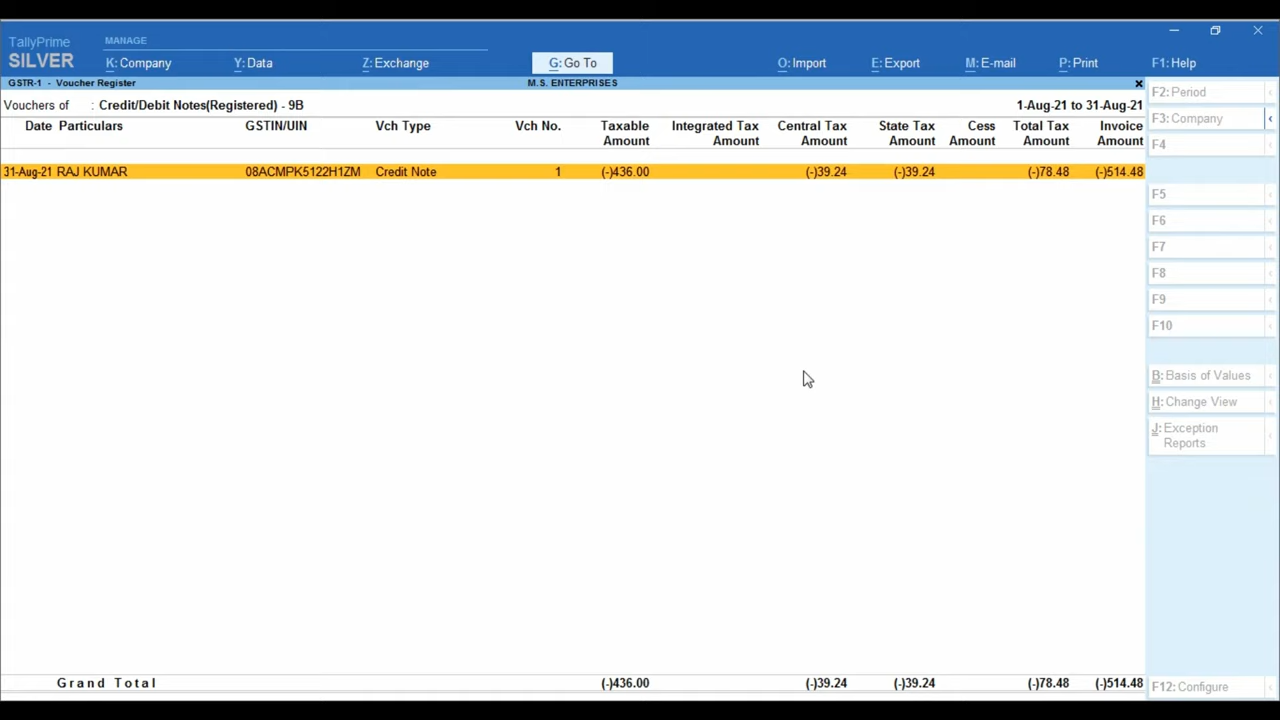 TallyPrime
SILVER
MANAGE
K: Company Y: Data Z: Exchange G: Go To O: Import E: Export M: E-mail P: Print F1: Help
GSTR-1 - Voucher Register M.S. ENTERPRISES
Vouchers of : Credit/Debit Notes(Registered) - 9B 1-Aug-21 to 31-Aug-21
Date Particulars GSTIN/UIN Vch Type Vch No. Taxable Integrated Tax Central Tax State Tax Cess Total Tax Invoice
Amount Amount Amount Amount Amount Amount Amount
31-Aug-21 RAJ KUMAR 08ACMPK5122H1ZM Credit Note 1 (-)436.00 (-)39.24 (-)39.24 (-)78.48 (-)514.48
Grand Total (-)436.00 (-)39.24 (-)39.24 (-)78.48 (-)514.48
F2: Period
F3: Company
F4
F5
F6
F7
F8
F9
F10
B: Basis of Values
H: Change View
J: Exception
Reports
F12: Configure